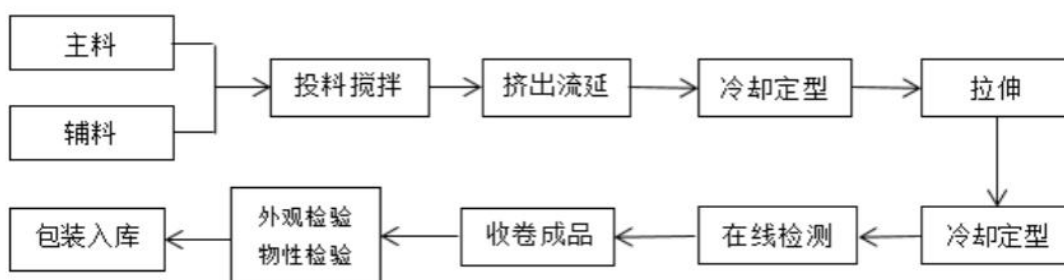 主料
辅料
投料搅拌
挤出流延
冷却定型
拉伸
冷却定型
在线检测
收卷成品
外观检验
物性检验
包装入库